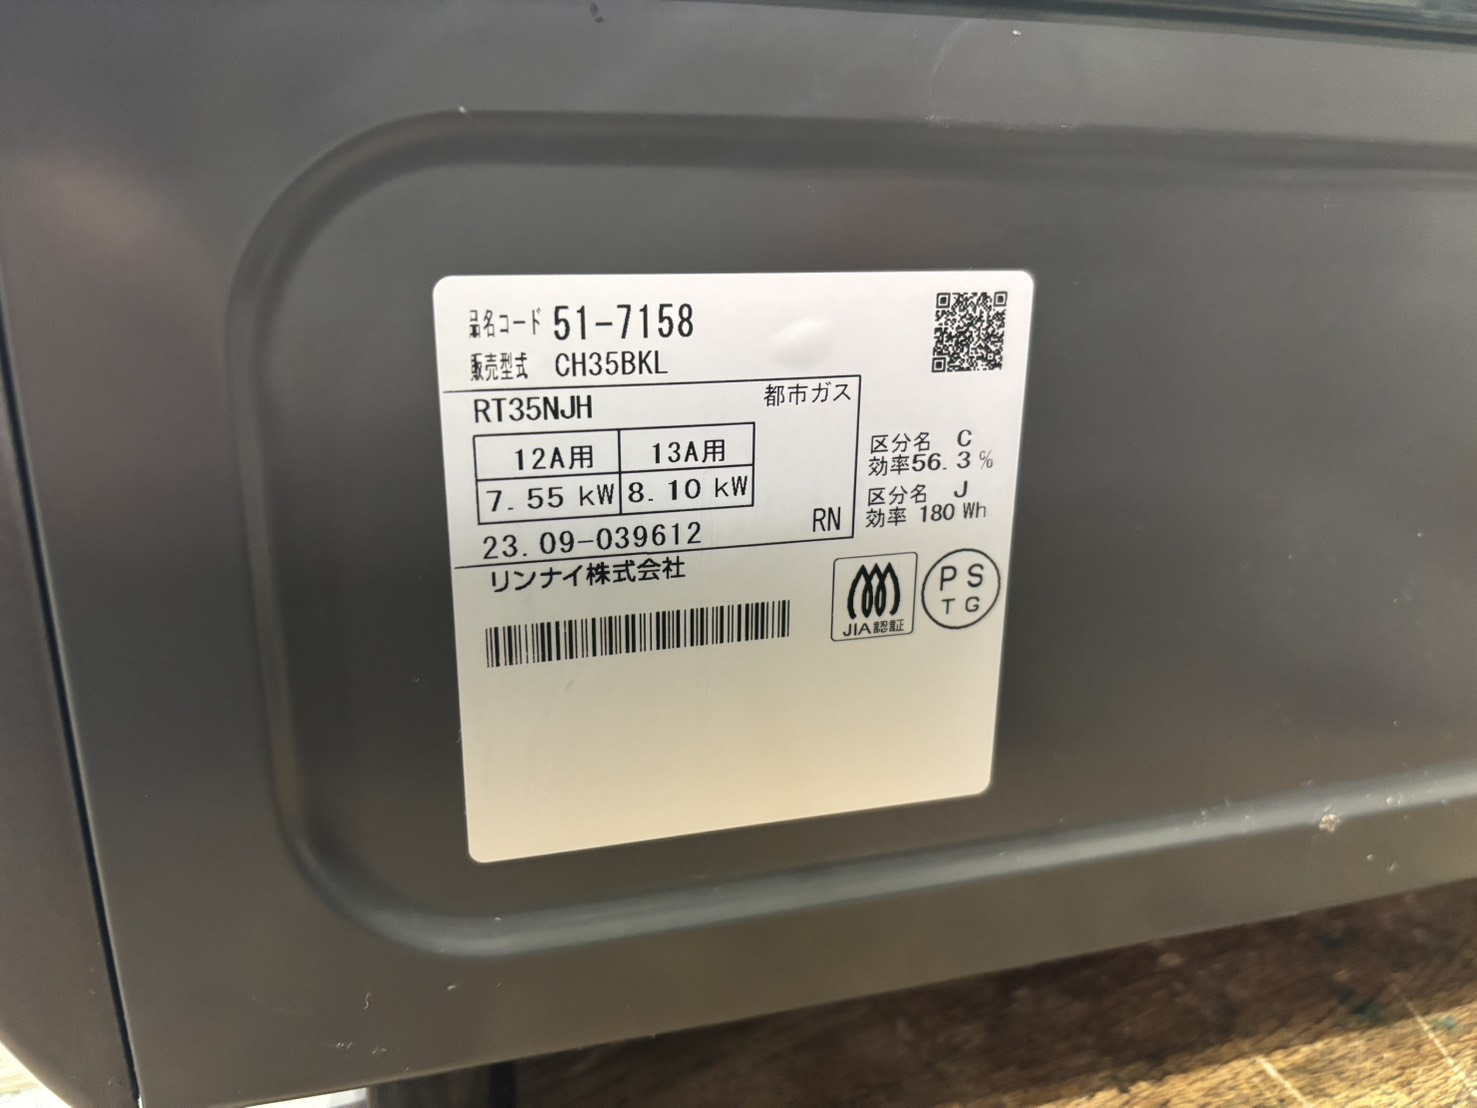 品名コード 51-7158
販売型式 CH35BKL
RT35NJH 都市ガス
12A用 13A用
7.55 kW 8.10 kW
23.09-039612 RN
リンナイ株式会社
区分名 C
効率56.3%
区分名 J
効率 180 Wh
JIA認証
PS
TG